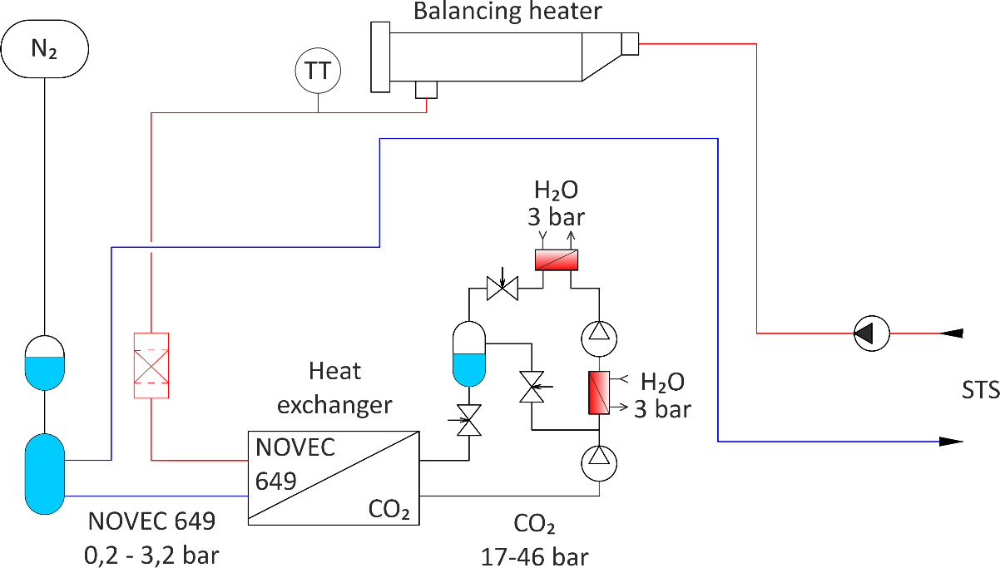 Balancing heater
N₂
TT
H₂O
3 bar
Heat
exchanger
H₂O
3 bar
STS
NOVEC
649
CO₂
NOVEC 649
0,2 - 3,2 bar
CO₂
17-46 bar